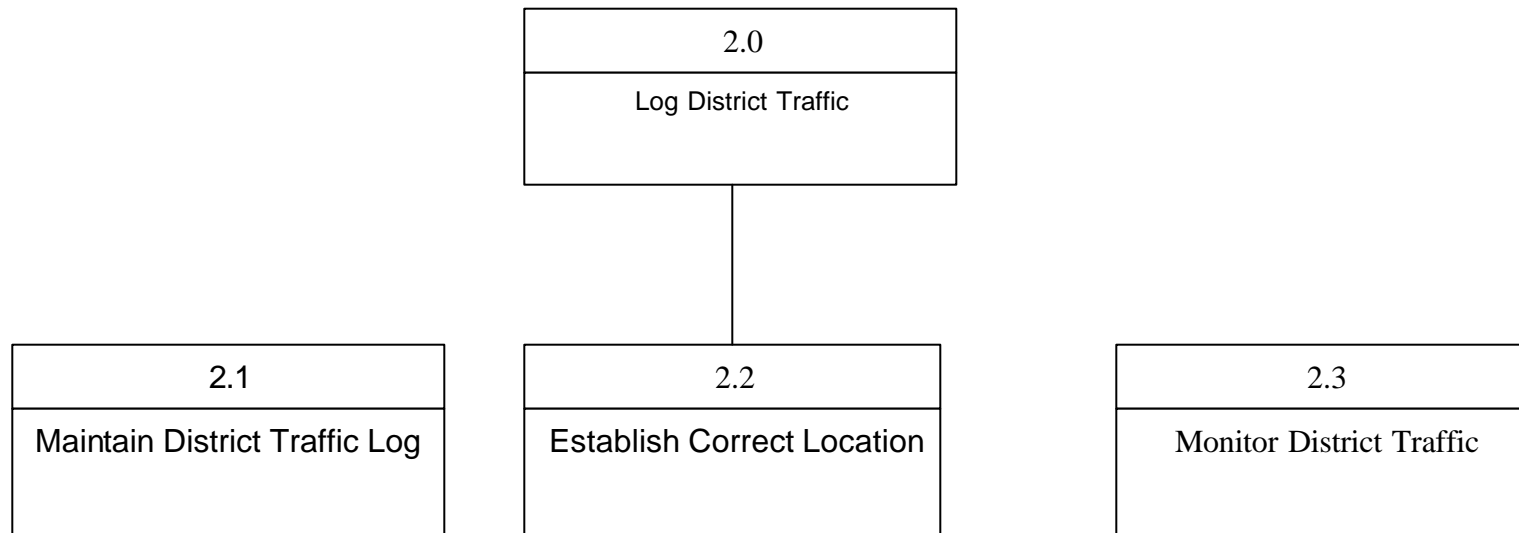 2.0
Log District Traffic
2.1
Maintain District Traffic Log
2.2
Establish Correct Location
2.3
Monitor District Traffic